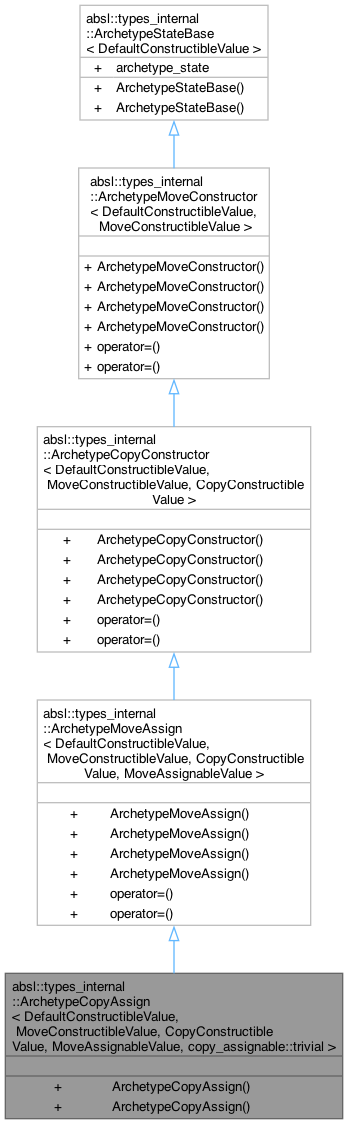 absl::types_internal
::ArchetypeStateBase
< DefaultConstructibleValue >
+ archetype_state
+ ArchetypeStateBase()
+ ArchetypeStateBase()
absl::types_internal
::ArchetypeMoveConstructor
< DefaultConstructibleValue,
MoveConstructibleValue >
+ ArchetypeMoveConstructor()
+ ArchetypeMoveConstructor()
+ ArchetypeMoveConstructor()
+ ArchetypeMoveConstructor()
+ operator=()
+ operator=()
absl::types_internal
::ArchetypeCopyConstructor
< DefaultConstructibleValue,
MoveConstructibleValue, CopyConstructible
Value >
+ ArchetypeCopyConstructor()
+ ArchetypeCopyConstructor()
+ ArchetypeCopyConstructor()
+ ArchetypeCopyConstructor()
+ operator=()
+ operator=()
absl::types_internal
::ArchetypeMoveAssign
< DefaultConstructibleValue,
MoveConstructibleValue, CopyConstructible
Value, MoveAssignableValue >
+ ArchetypeMoveAssign()
+ ArchetypeMoveAssign()
+ ArchetypeMoveAssign()
+ ArchetypeMoveAssign()
+ operator=()
+ operator=()
absl::types_internal
::ArchetypeCopyAssign
< DefaultConstructibleValue,
MoveConstructibleValue, CopyConstructible
Value, MoveAssignableValue, copy_assignable::trivial >
+ ArchetypeCopyAssign()
+ ArchetypeCopyAssign()